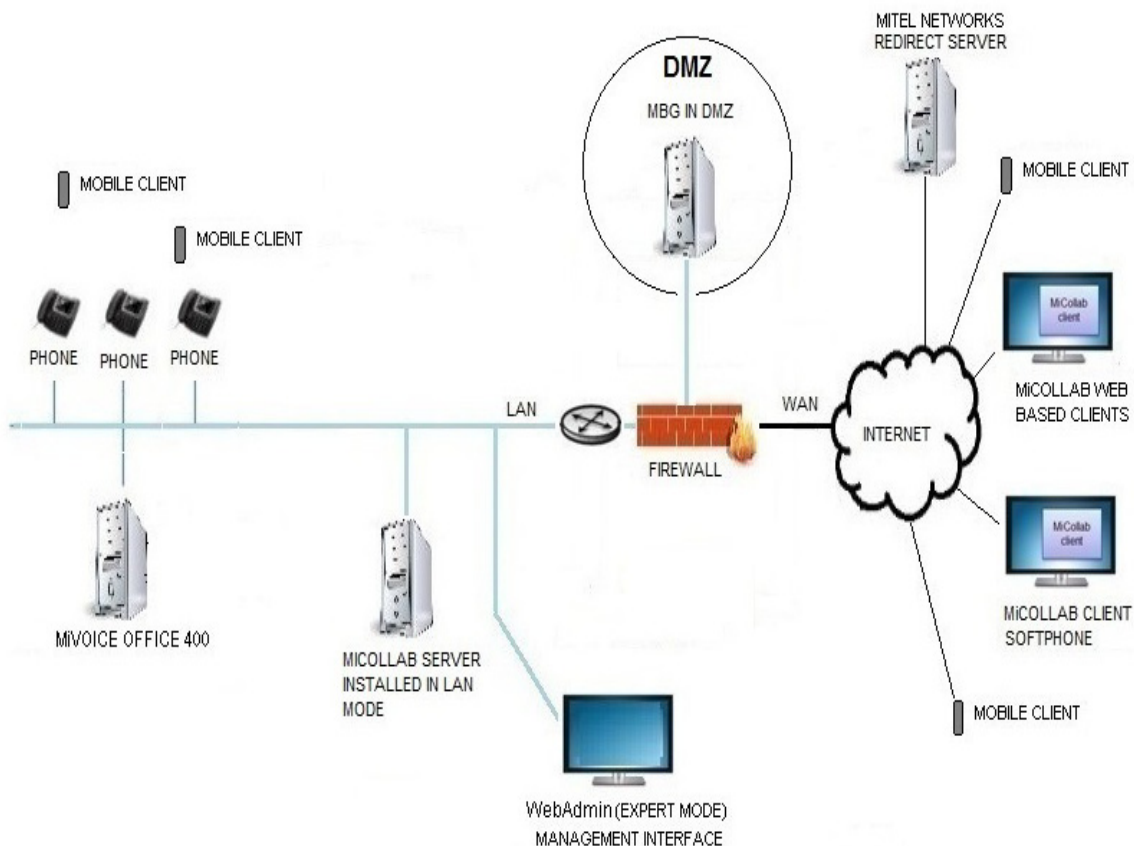 MITEL NETWORKS
REDIRECT SERVER
DMZ
MBG IN DMZ
MOBILE CLIENT
MOBILE CLIENT
MOBILE CLIENT
PHONE
PHONE
PHONE
MiCollab
client
MiCOLLAB WEB
BASED CLIENTS
LAN
WAN
FIREWALL
INTERNET
MiCollab
client
MiCOLLAB CLIENT
SOFTPHONE
MiVOICE OFFICE 400
MICOLLAB SERVER
INSTALLED IN LAN
MODE
MOBILE CLIENT
WebAdmin (EXPERT MODE)
MANAGEMENT INTERFACE